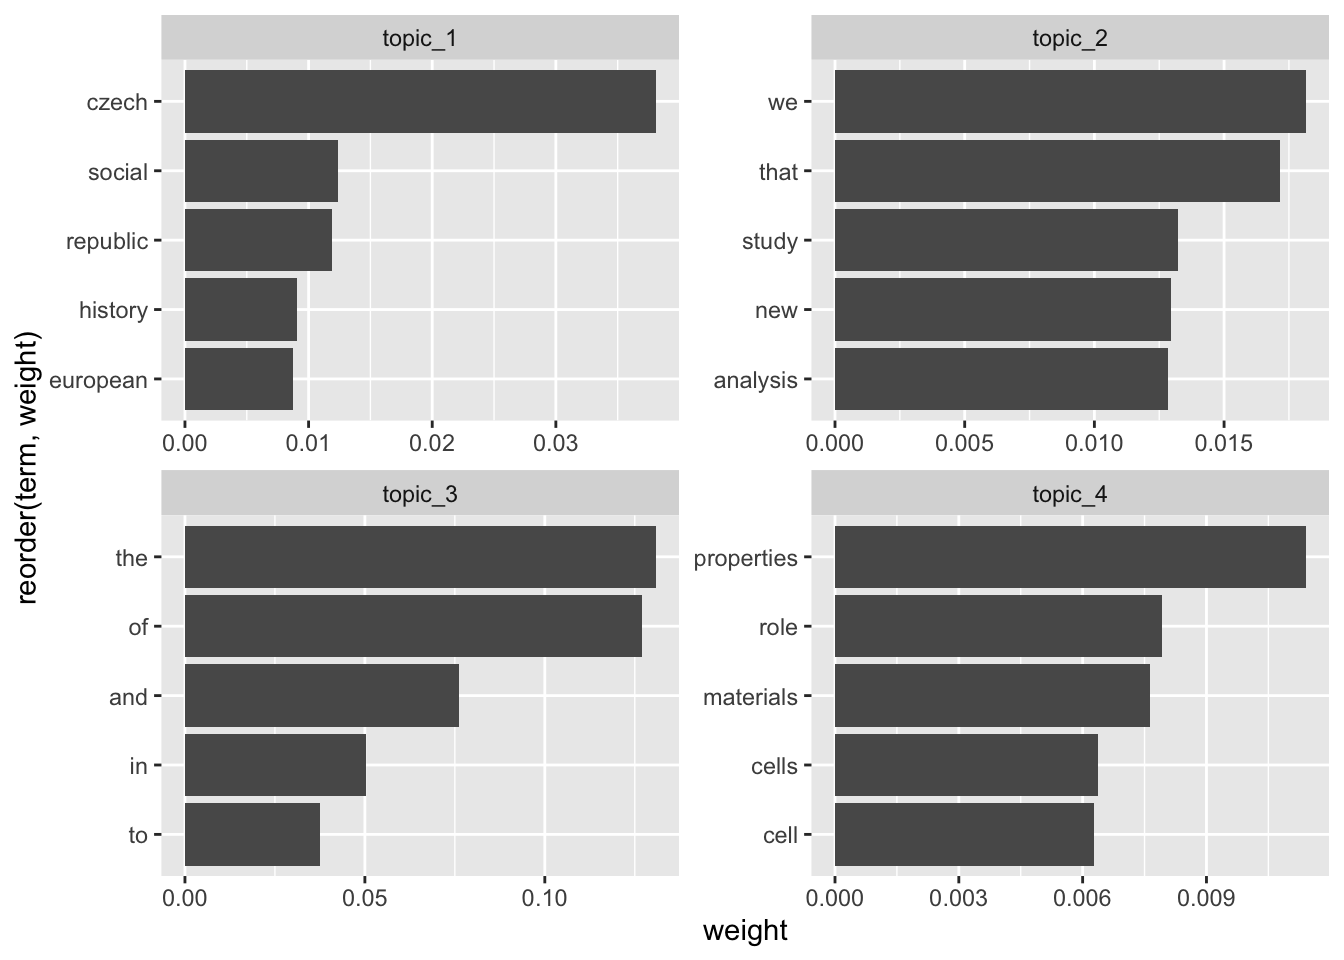 topic_1
czech
social
republic
history
european
0.00 0.01 0.02 0.03
topic_2
we
that
study
new
analysis
0.000 0.005 0.010 0.015
topic_3
the
of
and
in
to
0.00 0.05 0.10
topic_4
properties
role
materials
cells
cell
0.000 0.003 0.006 0.009
reorder(term, weight)
weight